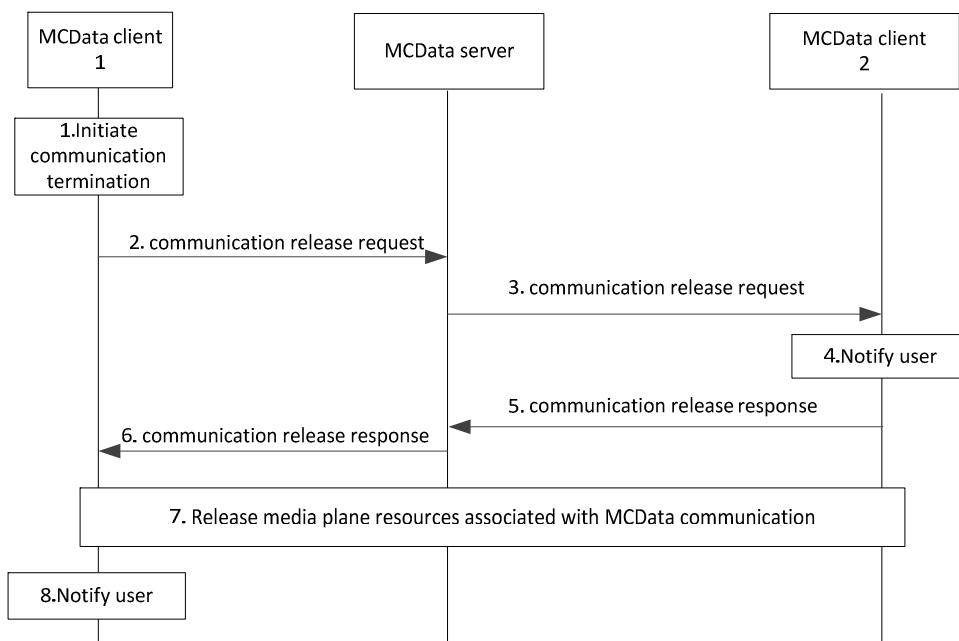 MCData client
1
MCData server
MCData client
2
1.Initiate
communication
termination
2. communication release request
3. communication release request
4.Notify user
5. communication release response
6. communication release response
7. Release media plane resources associated with MCData communication
8.Notify user